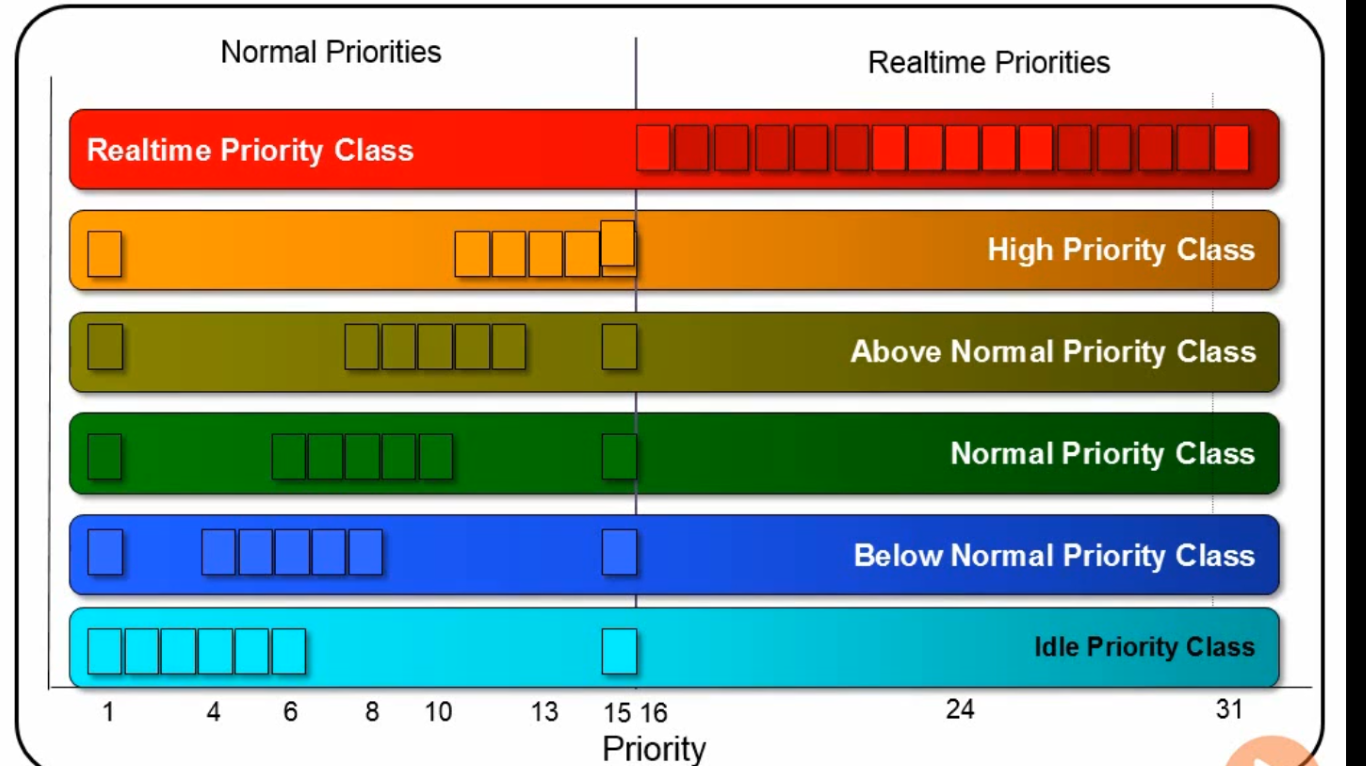 Normal Priorities
Realtime Priorities
Realtime Priority Class
High Priority Class
Above Normal Priority Class
Normal Priority Class
Below Normal Priority Class
Idle Priority Class
1 4 6 8 10 13 15 16 24 31
Priority